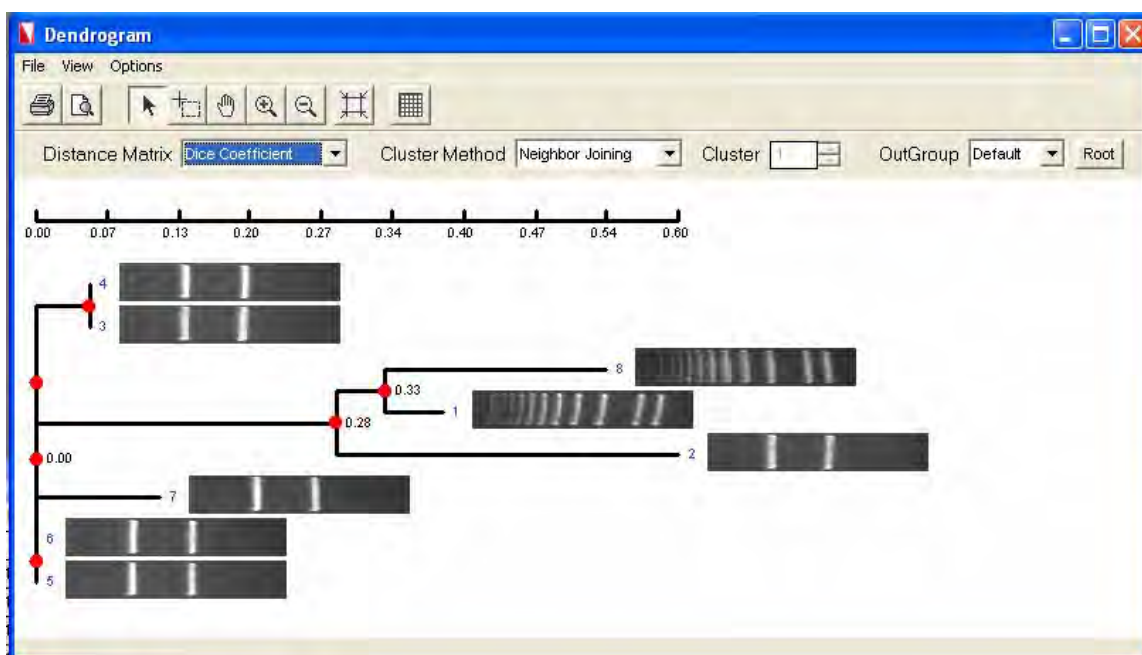 Dendrogram
File View Options
Distance Matrix Dice Coefficient Cluster Method Neighbor Joining Cluster 1 OutGroup Default Root
0.00 0.07 0.13 0.20 0.27 0.34 0.40 0.47 0.54 0.60
4
3
8
0.33
1
0.28
2
0.00
7
6
5